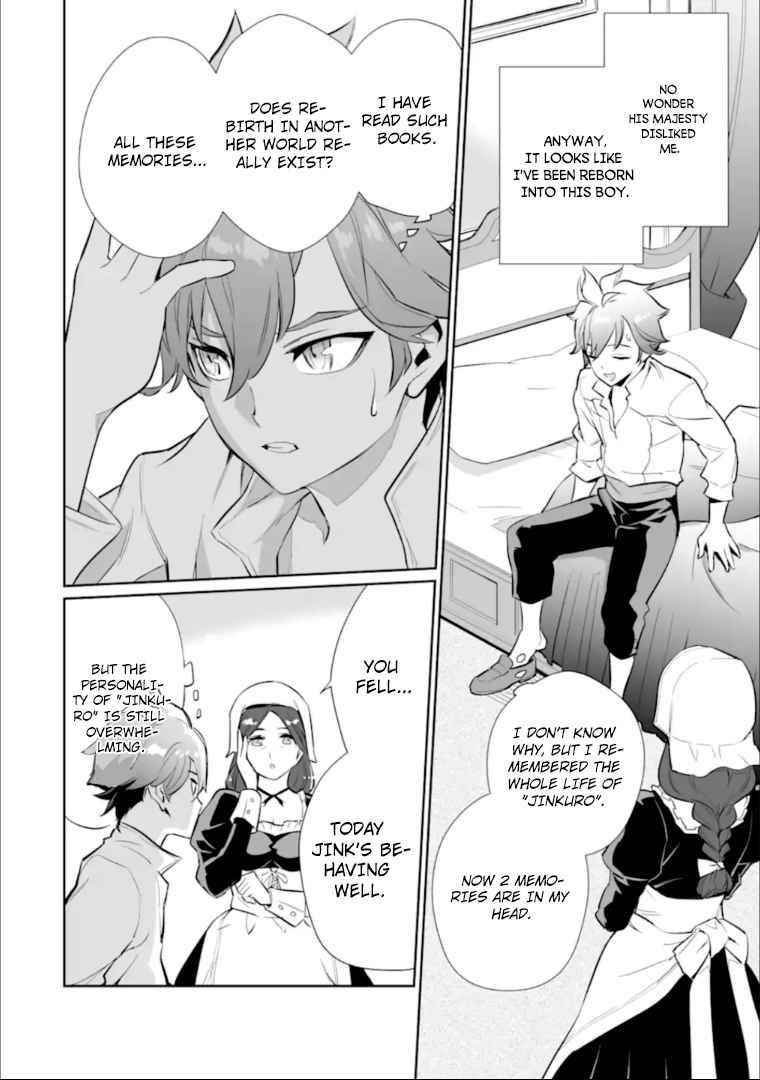 NO
WONDER
HIS MAJESTY
DISLIKED
ME.
ANYWAY,
IT LOOKS LIKE
I'VE BEEN REBORN
INTO THIS BOY.
I DON'T KNOW
WHY, BUT I RE-
MEMBERED THE
WHOLE LIFE OF
"JINKURO".
NOW 2 MEMO-
RIES ARE IN MY
HEAD.
I HAVE
READ SUCH
BOOKS.
DOES RE-
BIRTH IN ANOT-
HER WORLD RE-
ALLY EXIST?
ALL THESE
MEMORIES...
YOU
FELL...
TODAY
JINK'S BE-
HAVING
WELL.
BUT THE
PERSONALI-
TY OF "JINKU-
RO" IS STILL
OVERWHE-
LMING.